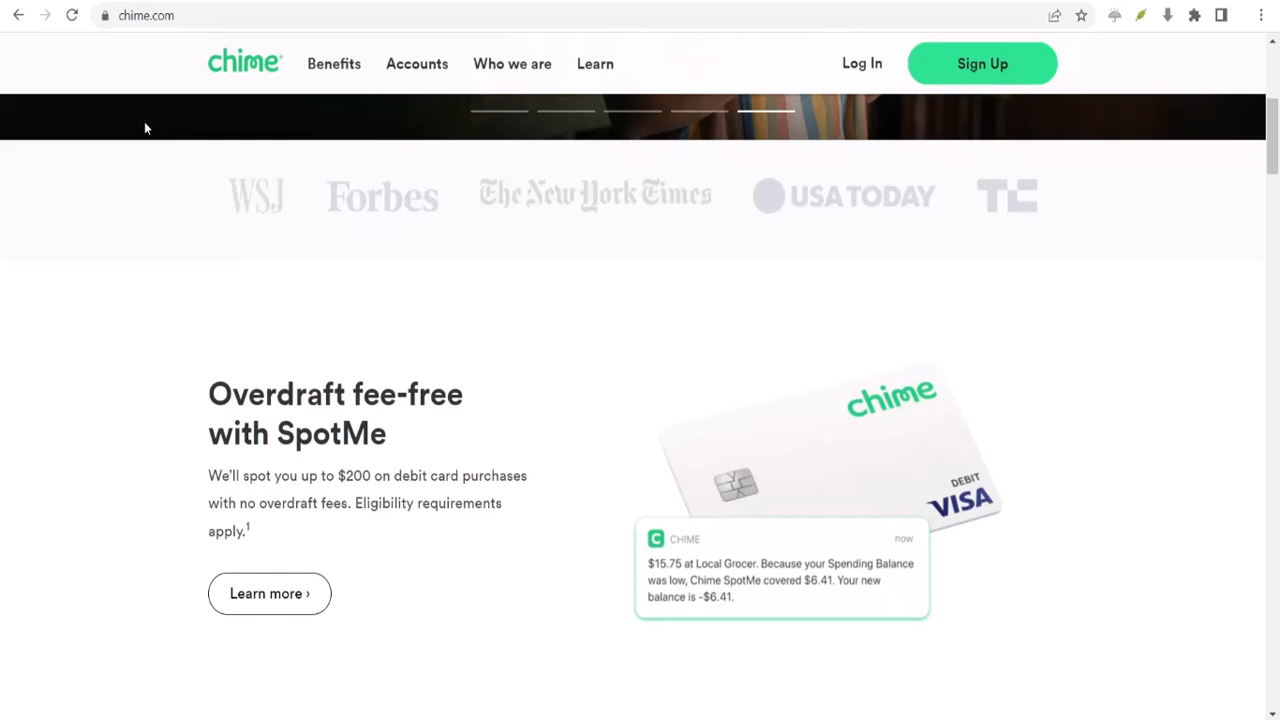 chime.com
chime Benefits Accounts Who we are Learn Log In Sign Up
WSJ Forbes The New York Times USA TODAY TC
Overdraft fee-free
with SpotMe
We'll spot you up to $200 on debit card purchases
with no overdraft fees. Eligibility requirements
apply.1
Learn more ›
chime
DEBIT
VISA
C CHIME now
$15.75 at Local Grocer. Because your Spending Balance
was low, Chime SpotMe covered $6.41. Your new
balance is -$6.41.